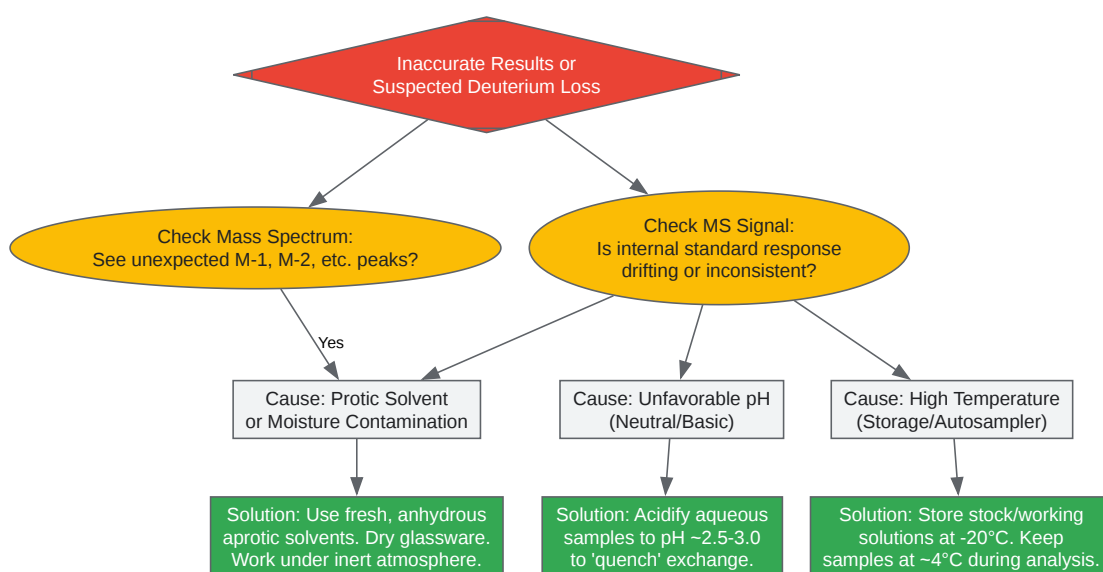 Inaccurate Results or
Suspected Deuterium Loss
Check Mass Spectrum:
See unexpected M-1, M-2, etc. peaks?
Check MS Signal:
Is internal standard response
drifting or inconsistent?
Yes
Cause: Protic Solvent
or Moisture Contamination
Cause: Unfavorable pH
(Neutral/Basic)
Cause: High Temperature
(Storage/Autosampler)
Solution: Use fresh, anhydrous
aprotic solvents. Dry glassware.
Work under inert atmosphere.
Solution: Acidify aqueous
samples to pH ~2.5-3.0
to 'quench' exchange.
Solution: Store stock/working
solutions at -20°C. Keep
samples at ~4°C during analysis.